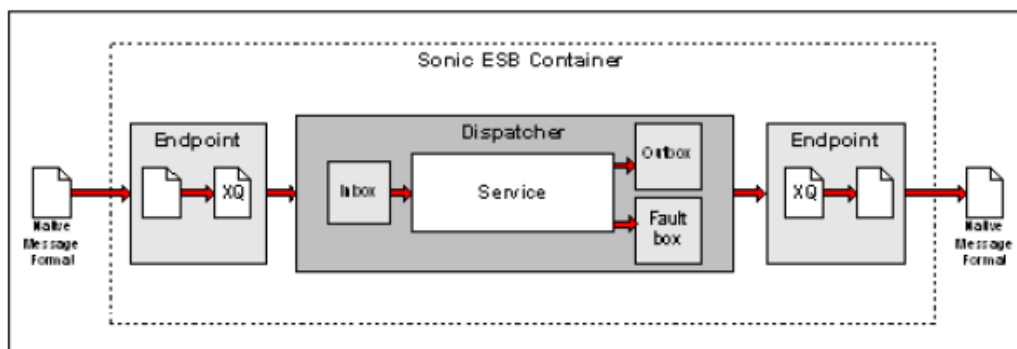 Sonic ESB Container
Endpoint
Dispatcher
Endpoint
XQ
Inbox
Service
Outbox
Fault
box
XQ
Native
Message
Format
Native
Message
Format